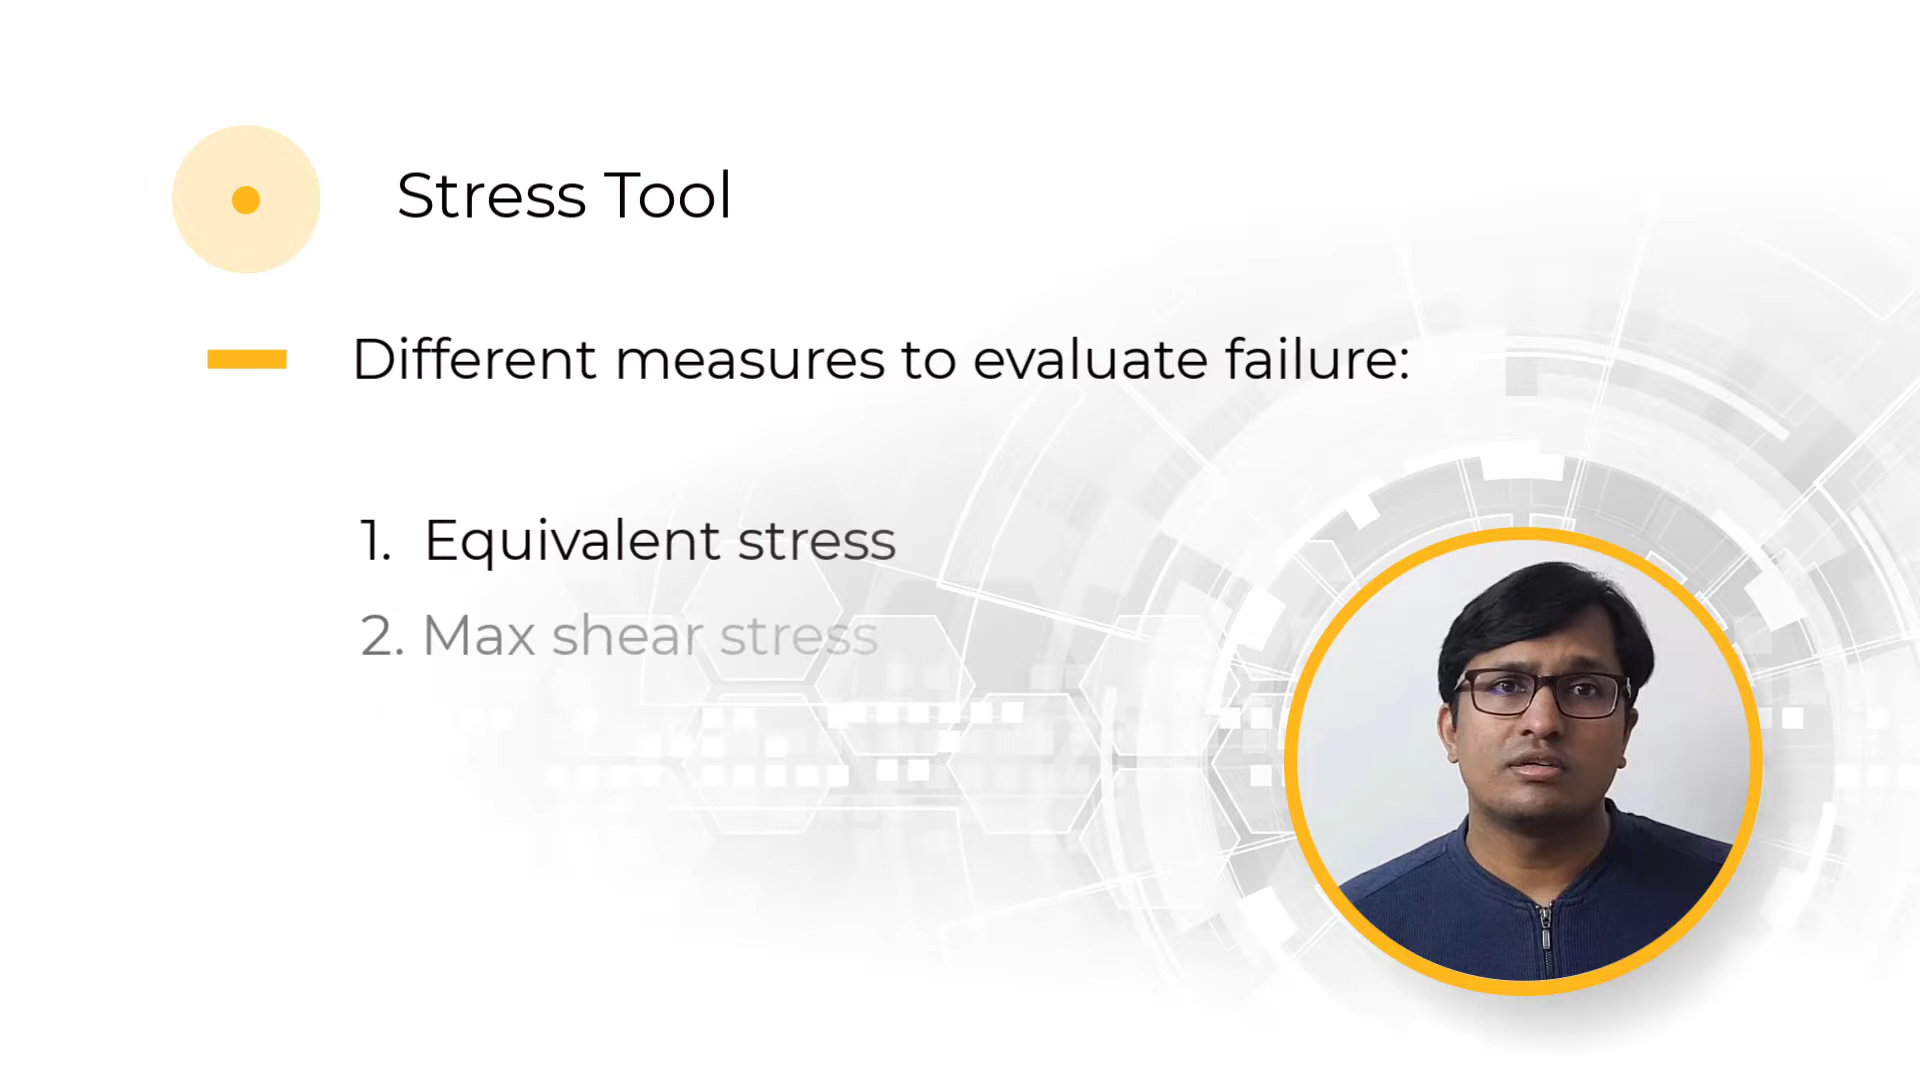 Stress Tool
Different measures to evaluate failure:
1. Equivalent stress
2. Max shear stress